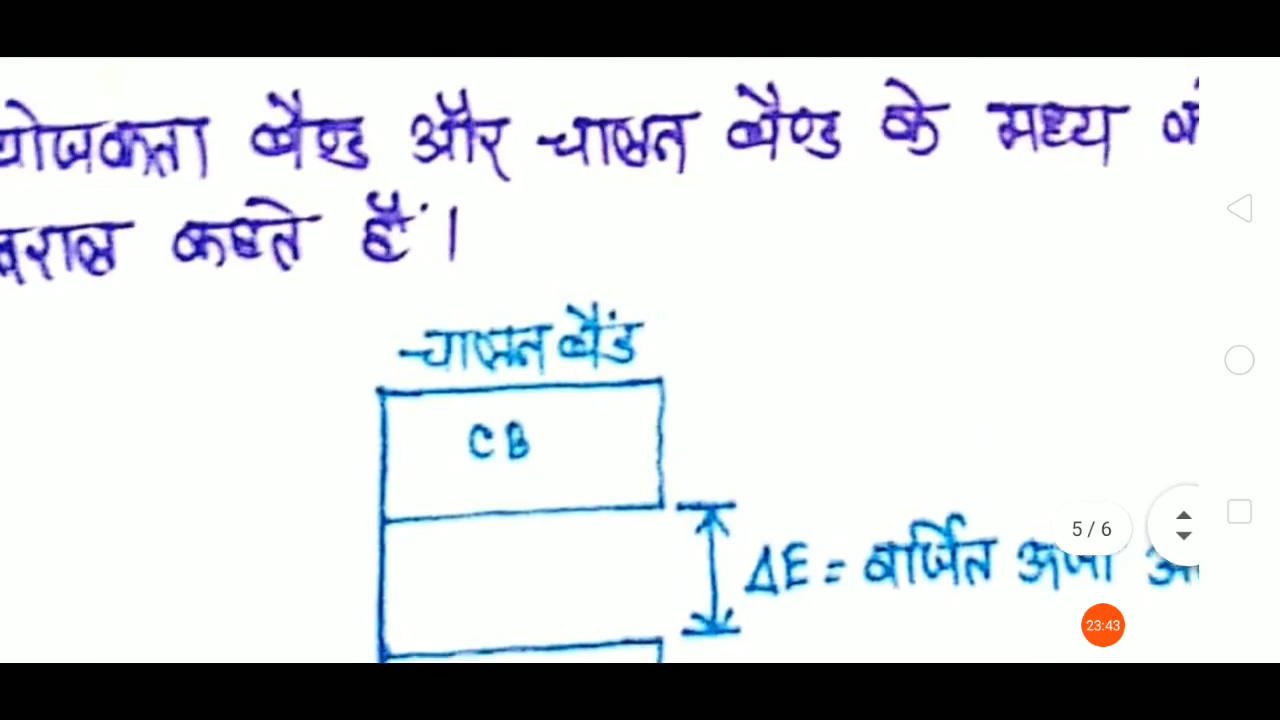 योजकता बैण्ड और चालन बैण्ड के मध्य के
कहते हैं।
चालन बैंड
CB
ΔE = वर्जित ऊर्जा
5 / 6
23:43